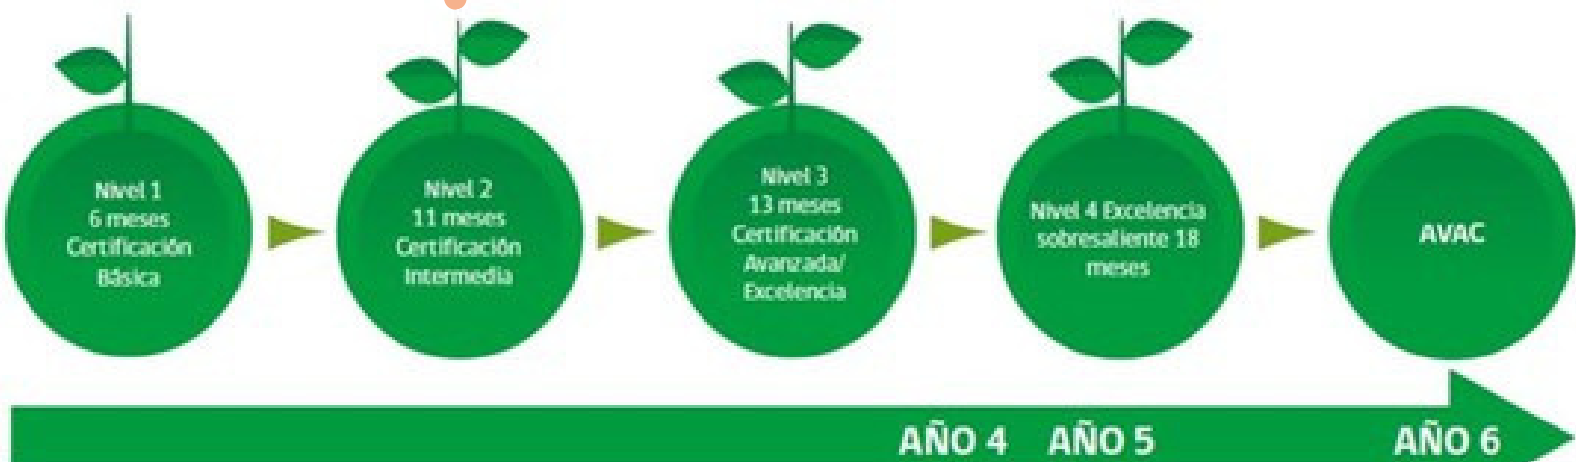 Nivel 1
6 meses
Certificación
Básica
Nivel 2
11 meses
Certificación
Intermedia
Nivel 3
13 meses
Certificación
Avanzada/
Excelencia
Nivel 4 Excelencia
sobresaliente 18
meses
AVAC
AÑO 4 AÑO 5 AÑO 6